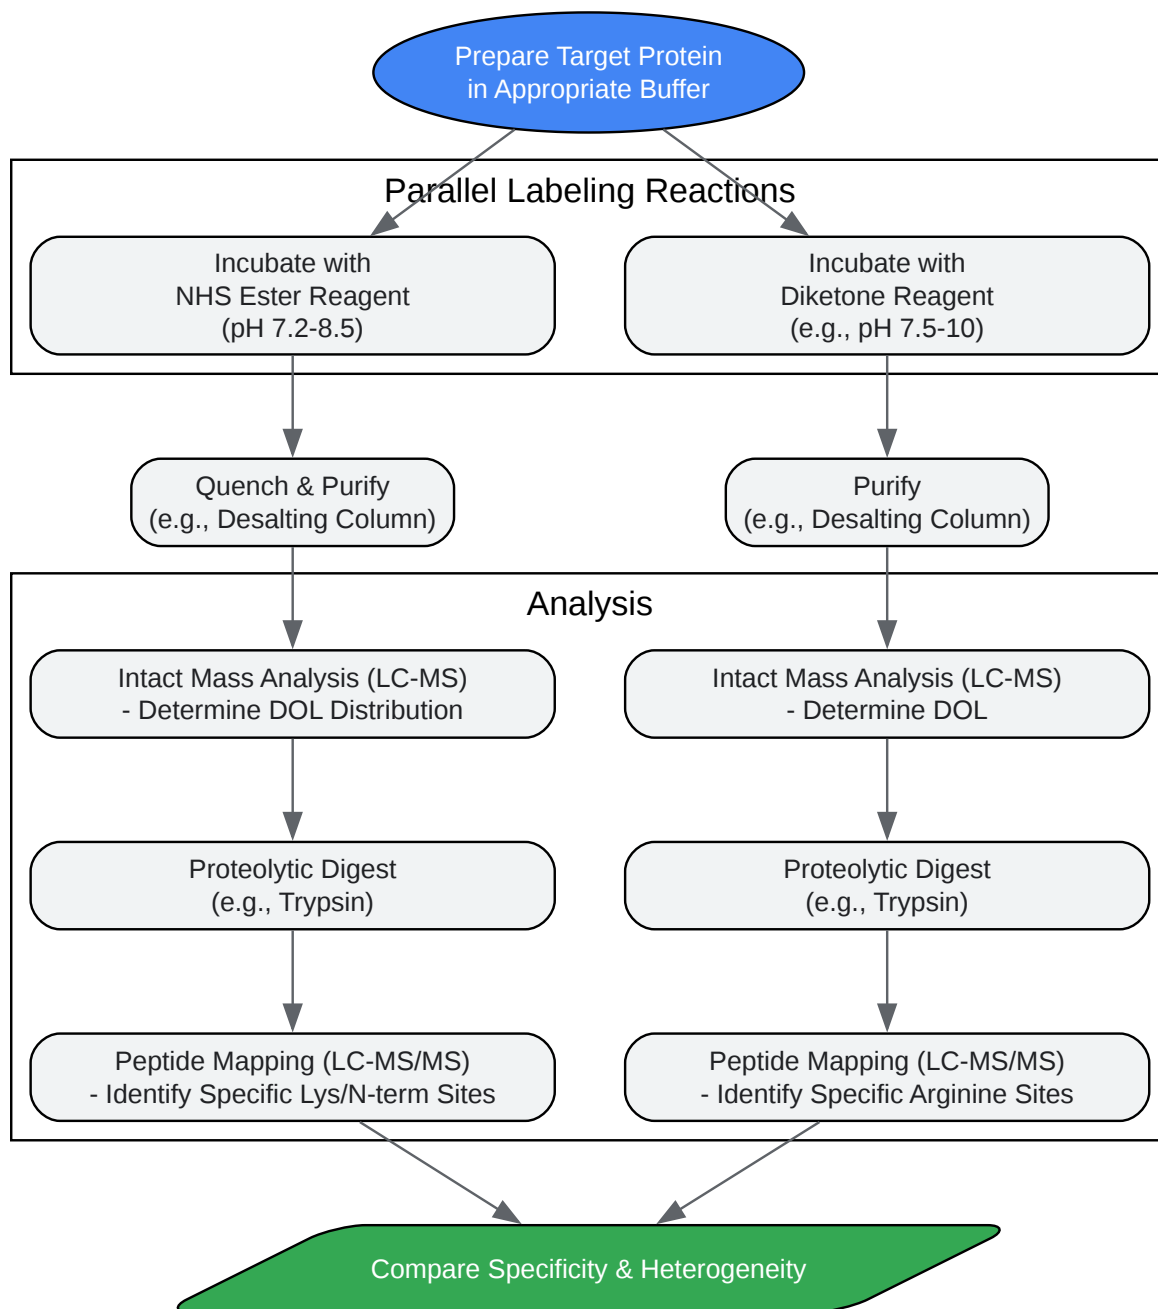 Prepare Target Protein
in Appropriate Buffer
Parallel Labeling Reactions
Incubate with
NHS Ester Reagent
(pH 7.2-8.5)
Incubate with
Diketone Reagent
(e.g., pH 7.5-10)
Quench & Purify
(e.g., Desalting Column)
Purify
(e.g., Desalting Column)
Analysis
Intact Mass Analysis (LC-MS)
- Determine DOL Distribution
Intact Mass Analysis (LC-MS)
- Determine DOL
Proteolytic Digest
(e.g., Trypsin)
Proteolytic Digest
(e.g., Trypsin)
Peptide Mapping (LC-MS/MS)
- Identify Specific Lys/N-term Sites
Peptide Mapping (LC-MS/MS)
- Identify Specific Arginine Sites
Compare Specificity & Heterogeneity